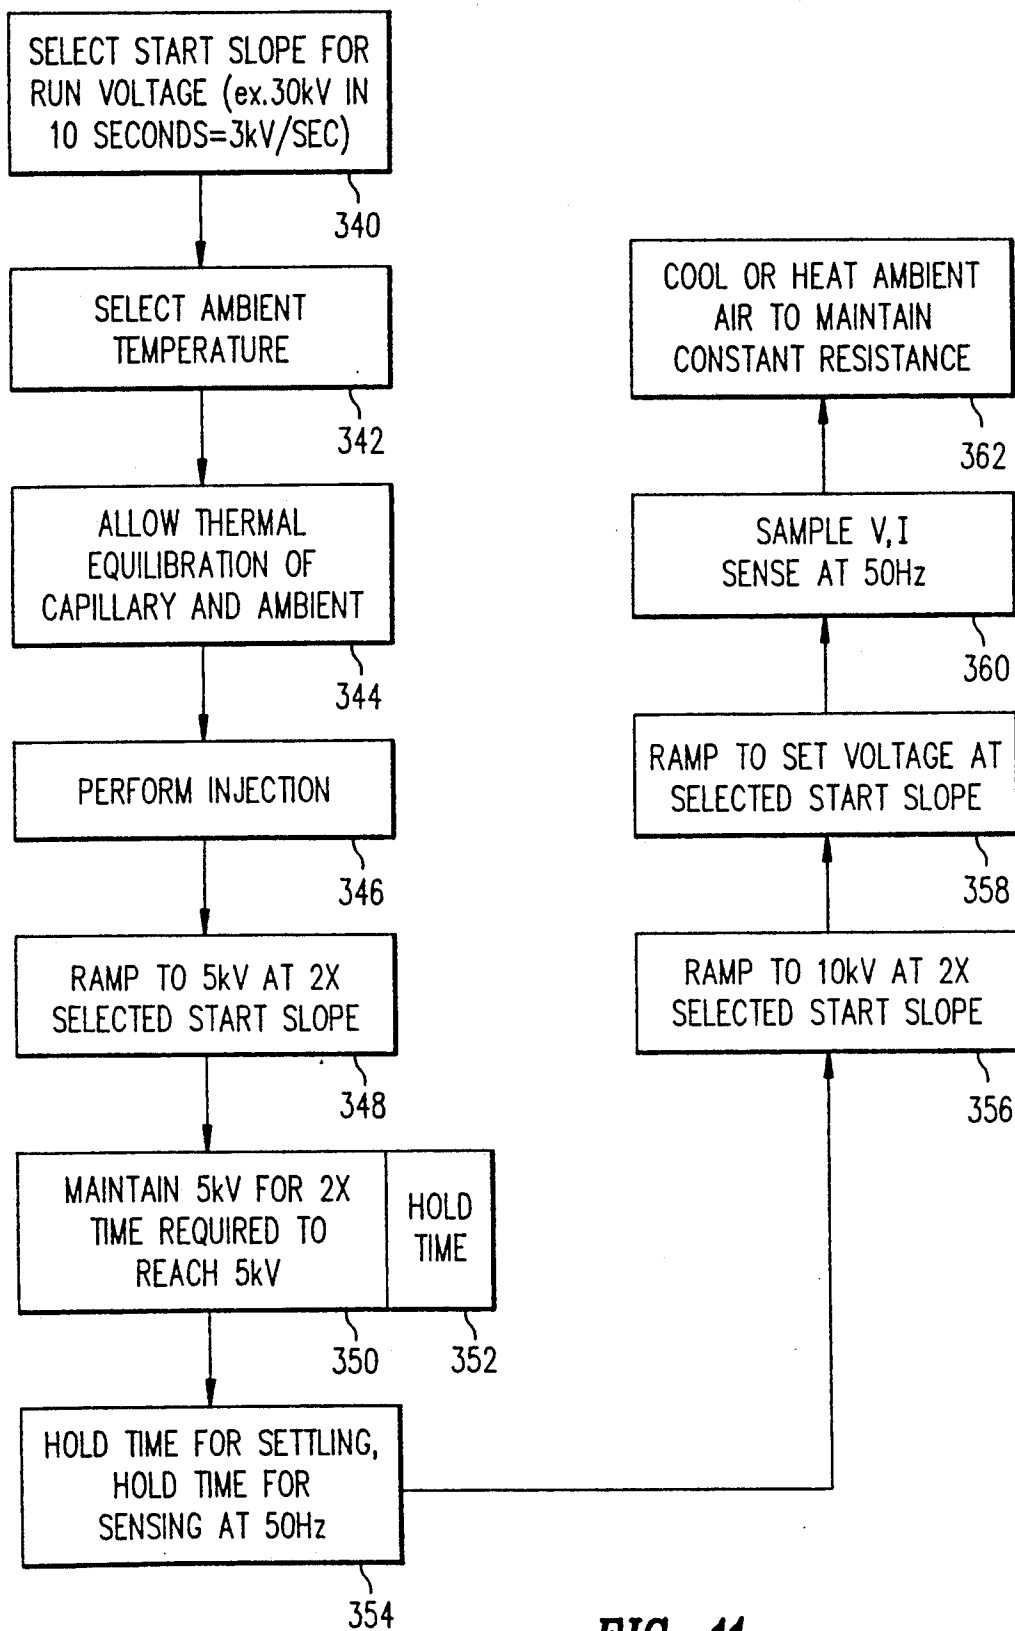 SELECT START SLOPE FOR
RUN VOLTAGE (ex.30kV IN
10 SECONDS=3kV/SEC)
340
SELECT AMBIENT
TEMPERATURE
342
ALLOW THERMAL
EQUILIBRATION OF
CAPILLARY AND AMBIENT
344
PERFORM INJECTION
346
RAMP TO 5kV AT 2X
SELECTED START SLOPE
348
MAINTAIN 5kV FOR 2X
TIME REQUIRED TO
REACH 5kV
350
HOLD
TIME
352
HOLD TIME FOR SETTLING,
HOLD TIME FOR
SENSING AT 50Hz
354
RAMP TO 10kV AT 2X
SELECTED START SLOPE
356
RAMP TO SET VOLTAGE AT
SELECTED START SLOPE
358
SAMPLE V,I
SENSE AT 50Hz
360
COOL OR HEAT AMBIENT
AIR TO MAINTAIN
CONSTANT RESISTANCE
362
FIG. 11